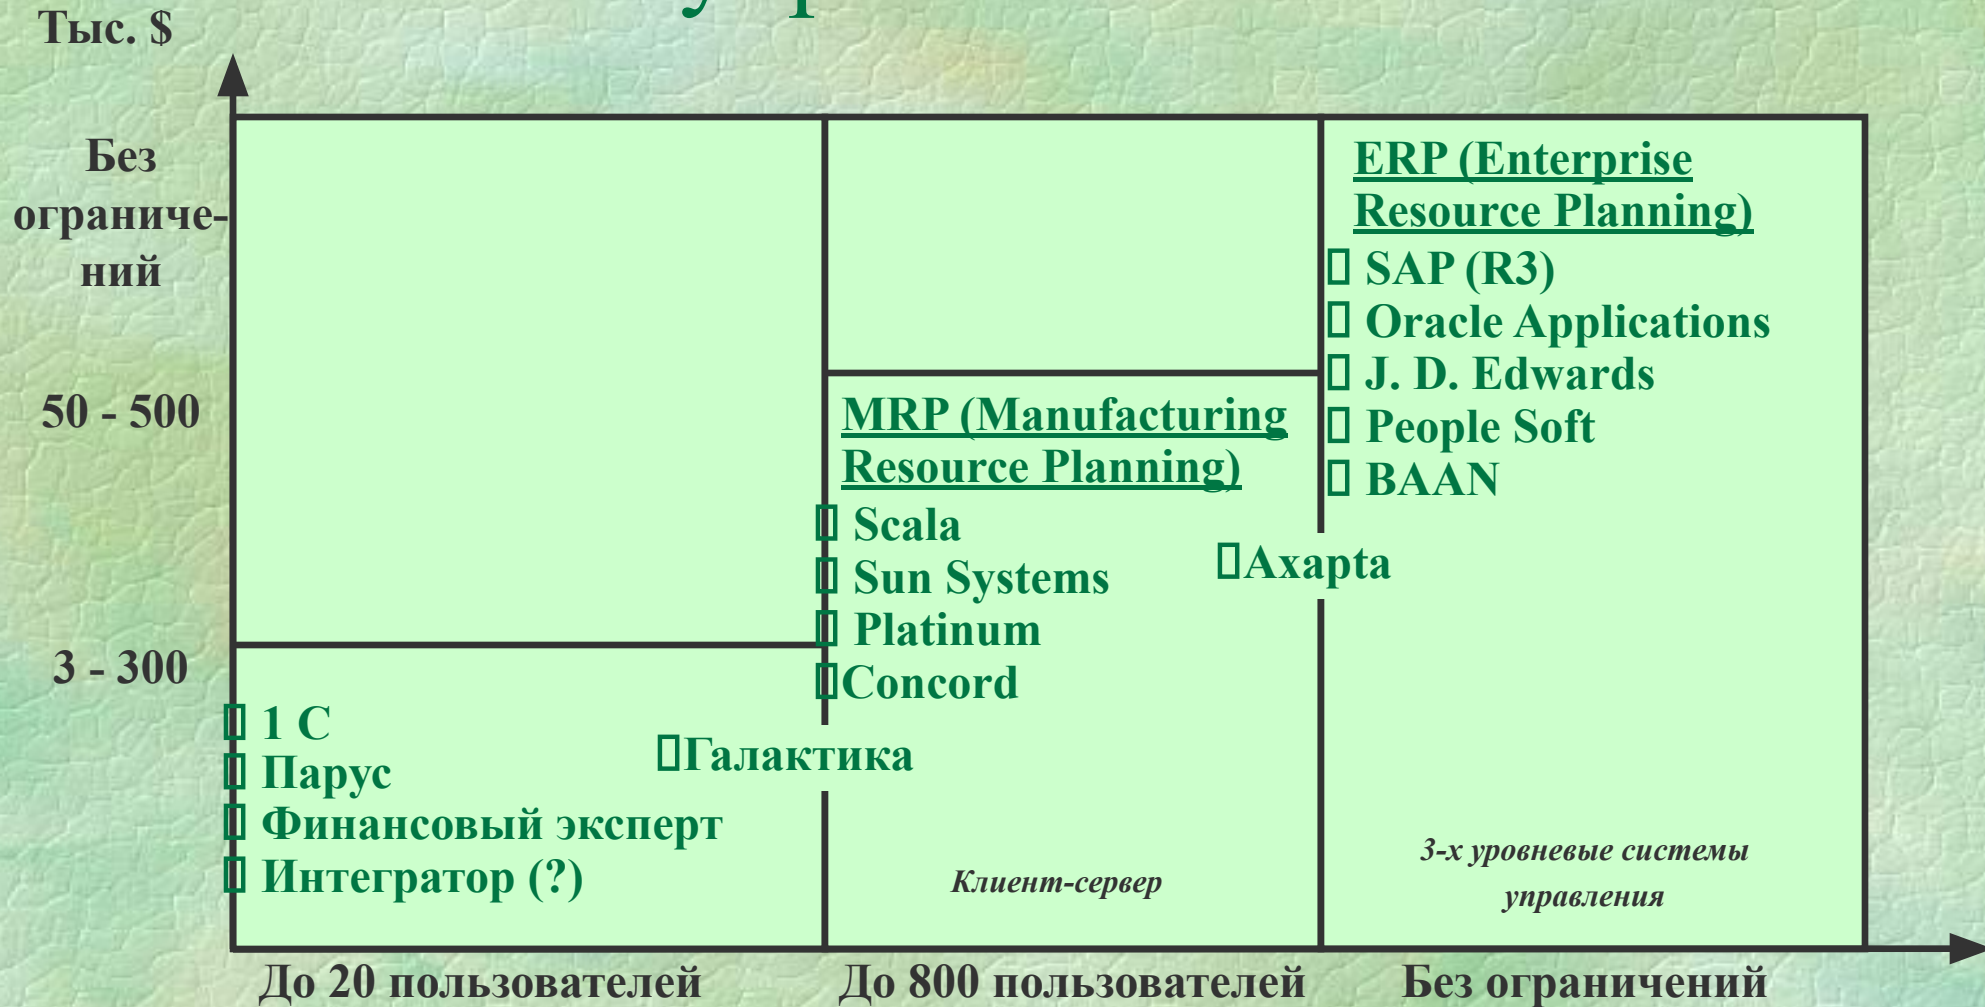 Тыс. $
Без
ограниче-
ний
50 - 500
3 - 300
1 С
Парус
Финансовый эксперт
Интегратор (?)
Галактика
MRP (Manufacturing
Resource Planning)
Scala
Sun Systems
Platinum
Concord
Axapta
Клиент-сервер
ERP (Enterprise
Resource Planning)
SAP (R3)
Oracle Applications
J. D. Edwards
People Soft
BAAN
3-х уровневые системы
управления
До 20 пользователей
До 800 пользователей
Без ограничений